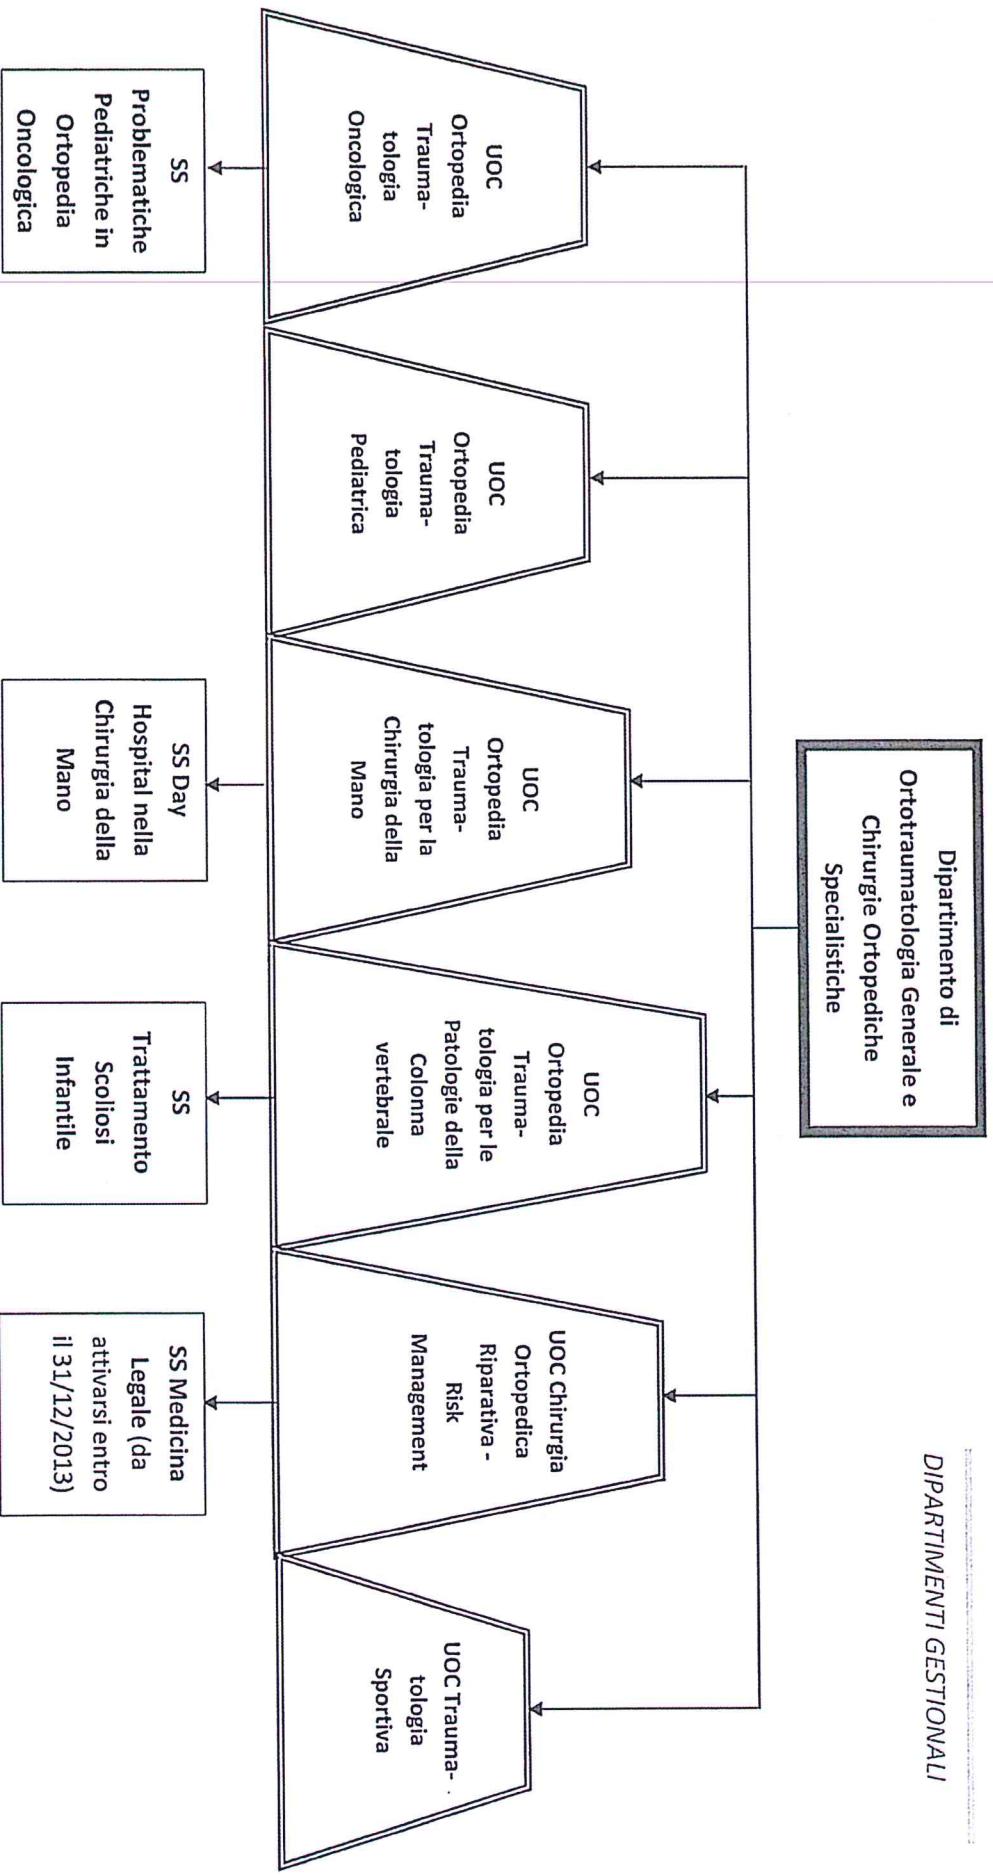 DIPARTIMENTI GESTIONALI
Dipartimento di
Ortotraumatologia Generale e
Chirurgie Ortopediche
Specialistiche
UOC
Ortopedia
Trauma-
tologia
Oncologica
UOC
Ortopedia
Trauma-
tologia
Pediatrica
UOC
Ortopedia
Trauma-
tologia per la
Chirurgia della
Mano
UOC
Ortopedia
Trauma-
tologia per le
Patologie della
Colonna
vertebrale
UOC Chirurgia
Ortopedica
Riparativa -
Risk
Management
UOC Trauma-
tologia
Sportiva
SS
Problematiche
Pediatriche in
Ortopedia
Oncologica
SS Day
Hospital nella
Chirurgia della
Mano
SS
Trattamento
Scoliosi
Infantile
SS Medicina
Legale (da
attivarsi entro
il 31/12/2013)